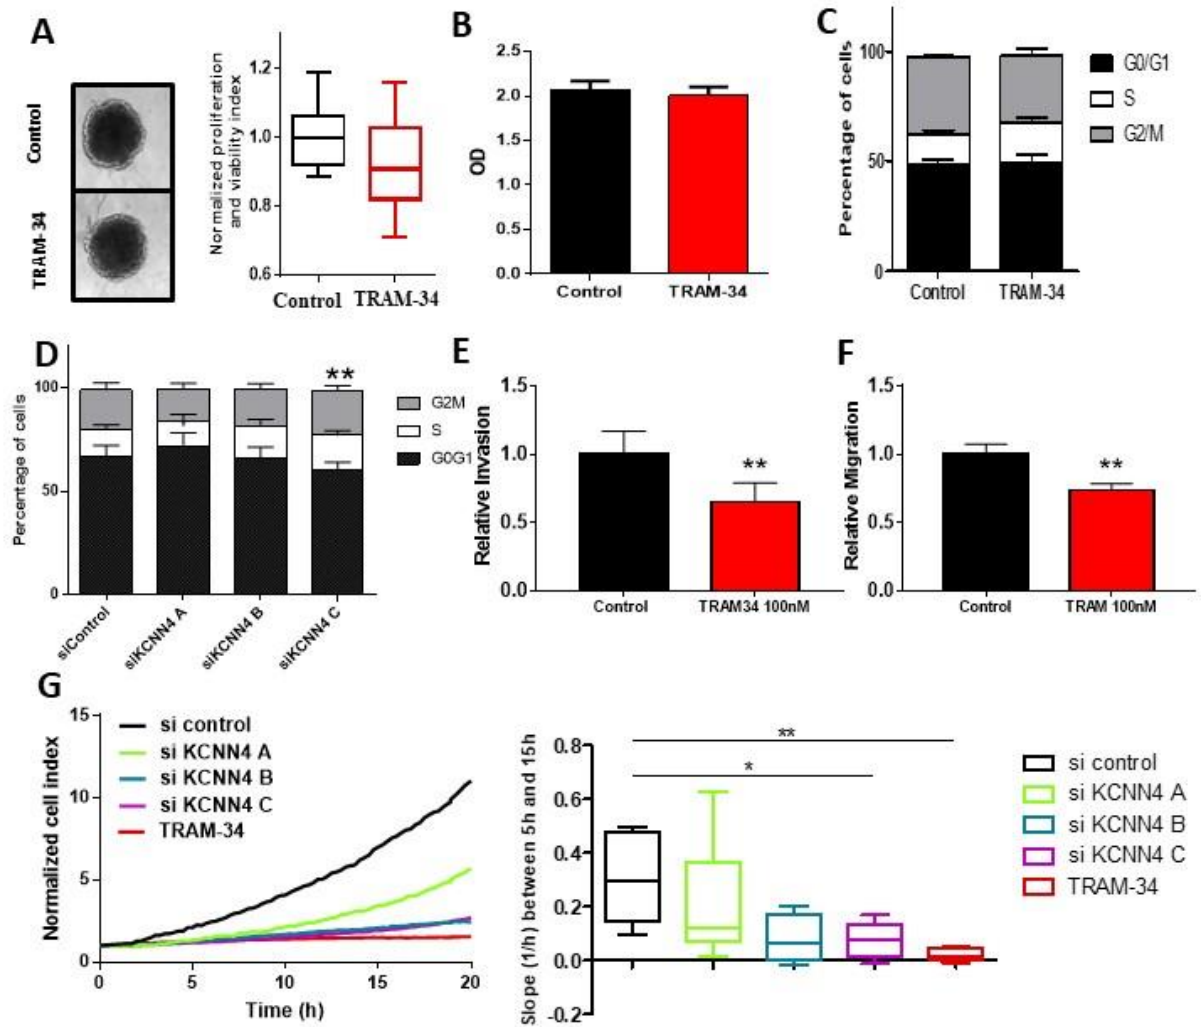 A
Control
TRAM-34
Normalized proliferation
and viability index
1.2
1.0
0.8
0.6
Control TRAM-34
B
OD
2.5
2.0
1.5
1.0
0.5
0.0
Control TRAM-34
C
Percentage of cells
100
50
0
Control TRAM-34
G0/G1
S
G2/M
D
Percentage of cells
100
50
0
**
siControl
siKCNN4 A
siKCNN4 B
siKCNN4 C
G2M
S
G0G1
E
Relative Invasion
1.5
1.0
0.5
0.0
**
Control TRAM34 100nM
F
Relative Migration
1.5
1.0
0.5
0.0
**
Control TRAM 100nM
G
Normalized cell index
15
10
5
0
0 5 10 15 20
Time (h)
si control
si KCNN4 A
si KCNN4 B
si KCNN4 C
TRAM-34
Slope (1/h) between 5h and 15h
0.8
0.6
0.4
0.2
0.0
-0.2
**
*
si control
si KCNN4 A
si KCNN4 B
si KCNN4 C
TRAM-34